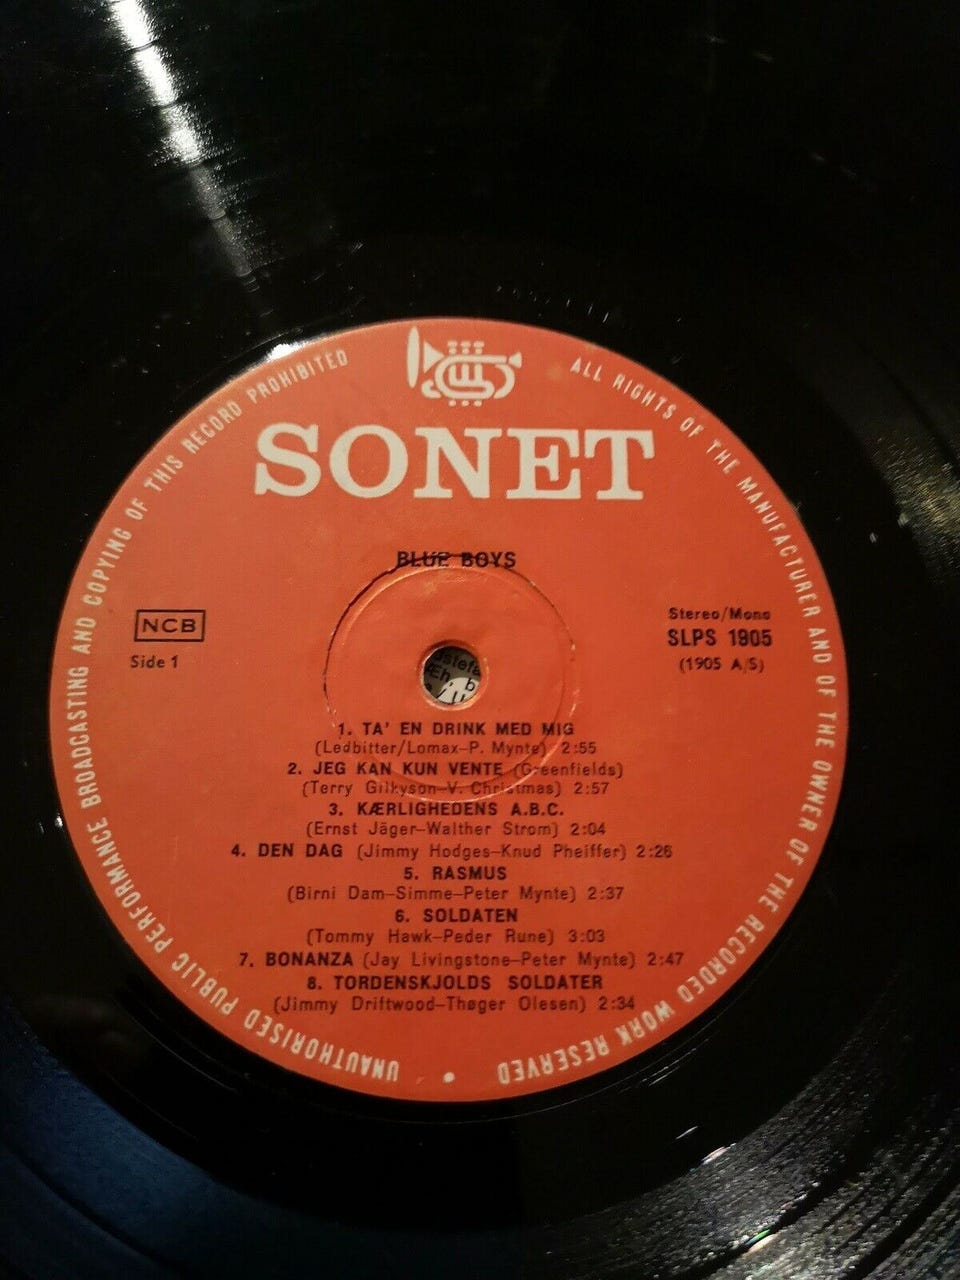 UNAUTHORISED PUBLIC PERFORMANCE BROADCASTING AND COPYING OF THIS RECORD PROHIBITED
ALL RIGHTS OF THE MANUFACTURER AND OF THE OWNER OF THE RECORDED WORK RESERVED
SONET
BLUE BOYS
NCB
Side 1
Stereo/Mono
SLPS 1905
(1905 A/S)
1. TA' EN DRINK MED MIG
(Ledbitter/Lomax–P. Mynte) 2:55
2. JEG KAN KUN VENTE (Greenfields)
(Terry Gilkyson–V. Christmas) 2:57
3. KÆRLIGHEDENS A.B.C.
(Ernst Jäger–Walther Strøm) 2:04
4. DEN DAG (Jimmy Hodges–Knud Pheiffer) 2:26
5. RASMUS
(Birni Dam–Simme–Peter Mynte) 2:37
6. SOLDATEN
(Tommy Hawk–Peder Rune) 3:03
7. BONANZA (Jay Livingstone–Peter Mynte) 2:47
8. TORDENSKJOLDS SOLDATER
(Jimmy Driftwood–Thøger Olesen) 2:34